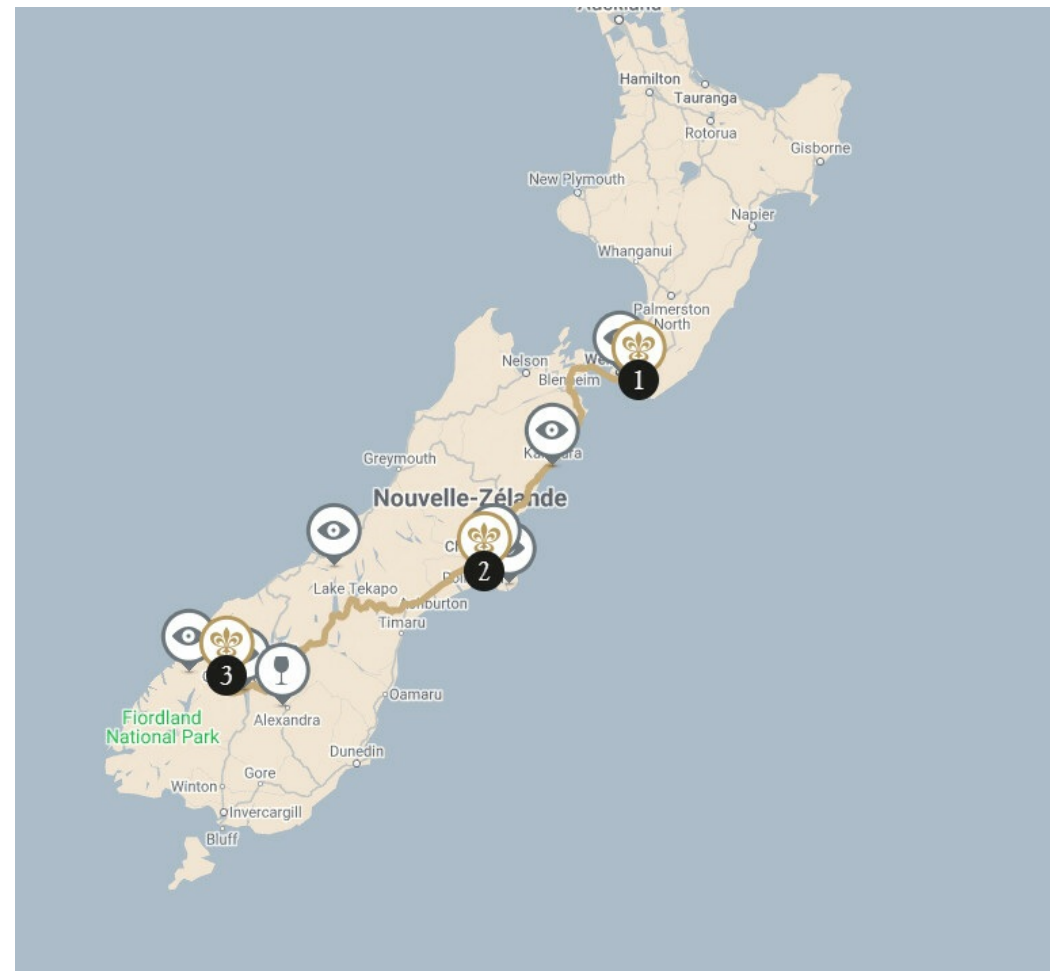 Hamilton
Tauranga
Rotorua
Gisborne
New Plymouth
Napier
Whanganui
Palmerston
North
Nelson
1
Greymouth
Nouvelle-Zélande
2
Lake Tekapo
Timaru
3
Oamaru
Fiordland
National Park
Alexandra
Dunedin
Gore
Winton
Invercargill
Bluff